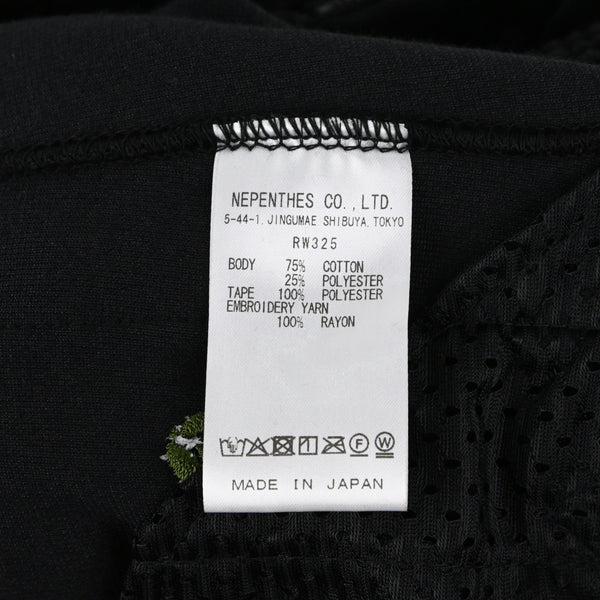 NEPENTHES CO.,LTD.
5-44-1. JINGUMAE SHIBUYA, TOKYO
RW325
BODY 75% COTTON
25% POLYESTER
TAPE 100% POLYESTER
EMBROIDERY YARN
100% RAYON
F W
MADE IN JAPAN